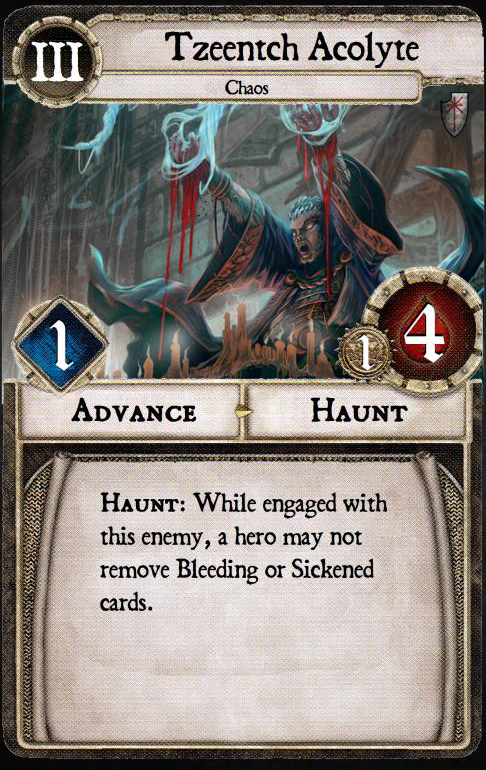 III
Tzeentch Acolyte
Chaos
1
1
4
Advance
Haunt
Haunt: While engaged with
this enemy, a hero may not
remove Bleeding or Sickened
cards.